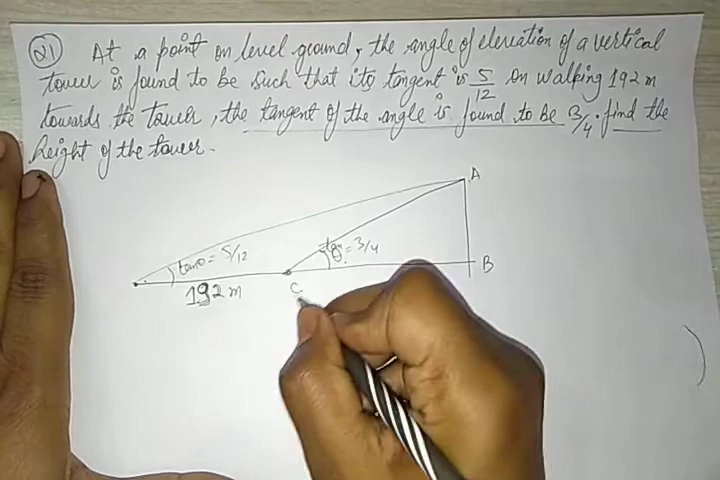 Q1 At a point on level ground, the angle of elevation of a vertical
tower is found to be such that its tangent is 5/12 on walking 192 m
towards the tower, the tangent of the angle is found to be 3/4. find the
height of the tower.
A
tanθ = 5/12
θ = 3/4
B
192 m
C